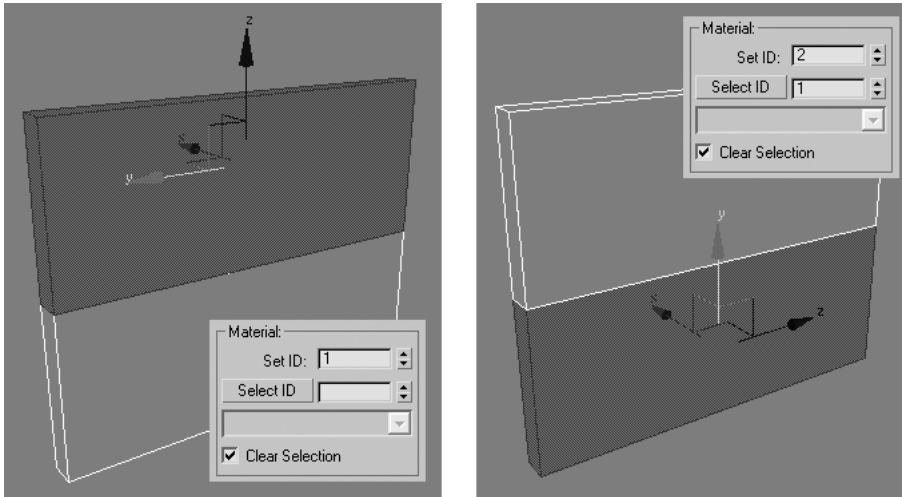 z
x
y
Material:
Set ID: 1
Select ID
Clear Selection
Material:
Set ID: 2
Select ID 1
Clear Selection
y
x
z